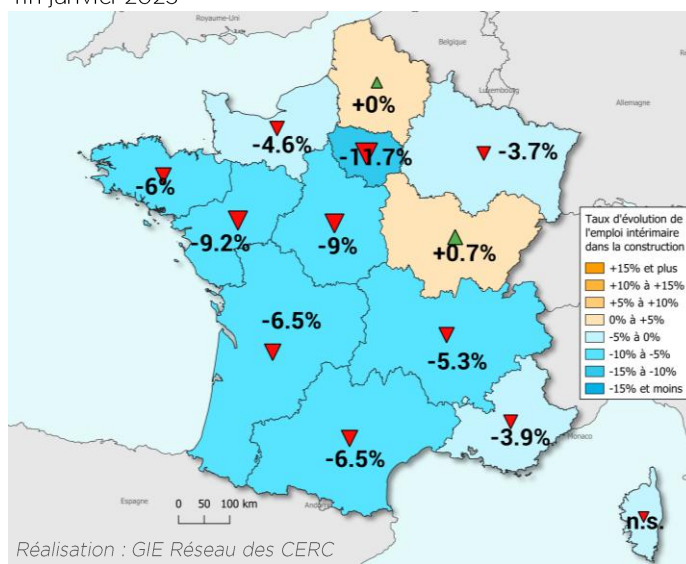 fin janvier 2025
Royaume-Uni
Belgique
Luxembourg
Allemagne
+0%
-4.6%
-11.7%
-3.7%
-6%
-9.2%
-9%
+0.7%
Taux d'évolution de
l'emploi intérimaire
dans la construction
+15% et plus
+10% à +15%
+5% à +10%
0% à +5%
-5% à 0%
-10% à -5%
-15% à -10%
-15% et moins
-6.5%
-5.3%
-3.9%
-6.5%
Monaco
Espagne
0 50 100 km
n.s.
Réalisation : GIE Réseau des CERC